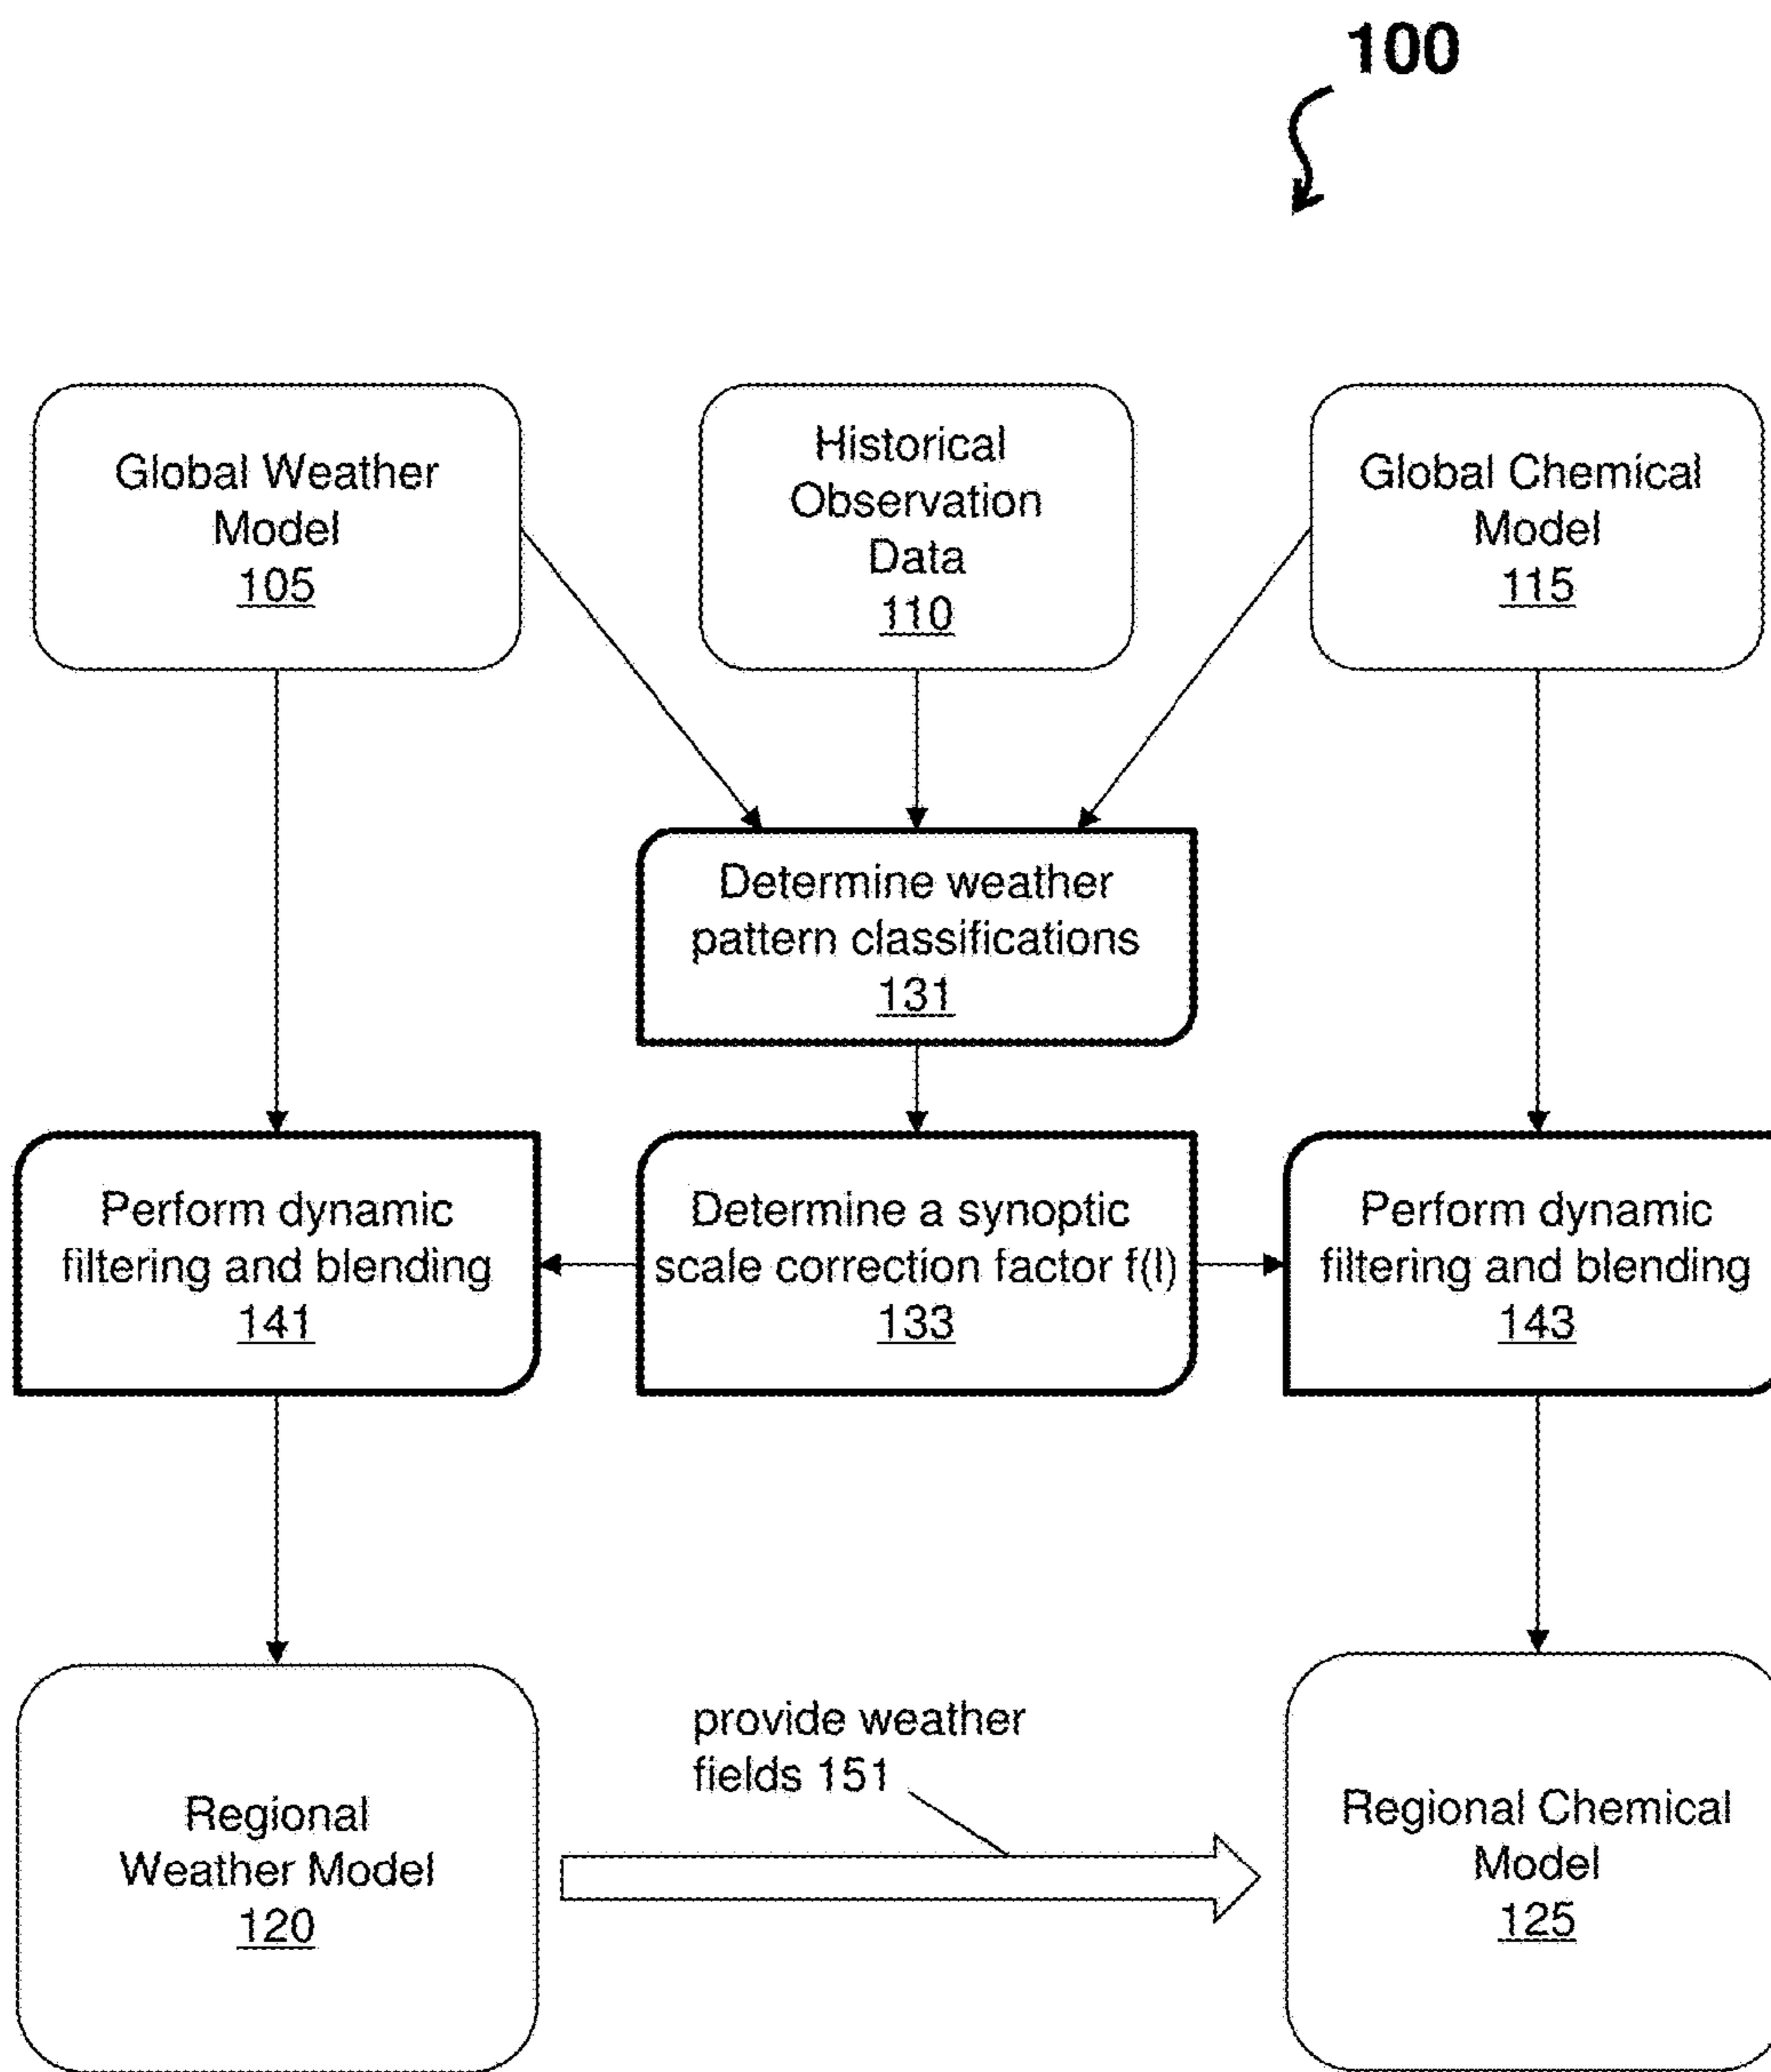 100
Global Weather
Model
105
Historical
Observation
Data
110
Global Chemical
Model
115
Determine weather
pattern classifications
131
Perform dynamic
filtering and blending
141
Determine a synoptic
scale correction factor f(l)
133
Perform dynamic
filtering and blending
143
provide weather
fields 151
Regional
Weather Model
120
Regional Chemical
Model
125